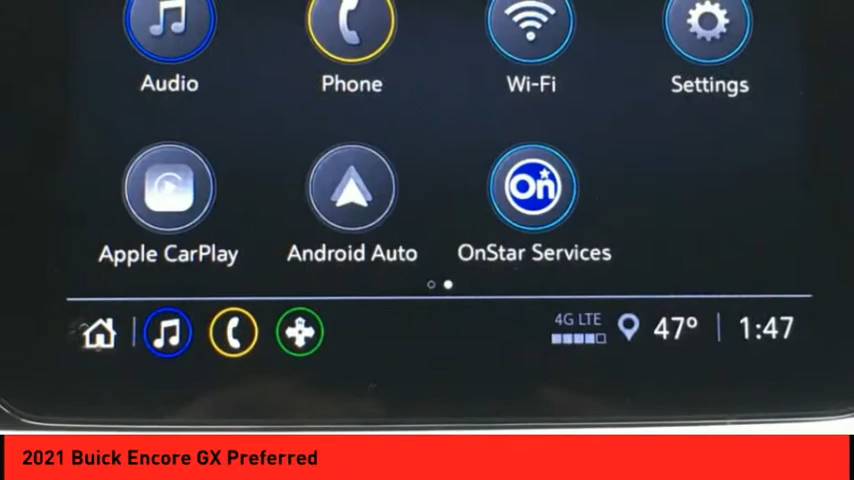 Audio Phone Wi-Fi Settings
On
Apple CarPlay Android Auto OnStar Services
4G LTE
47° 1:47
2021 Buick Encore GX Preferred